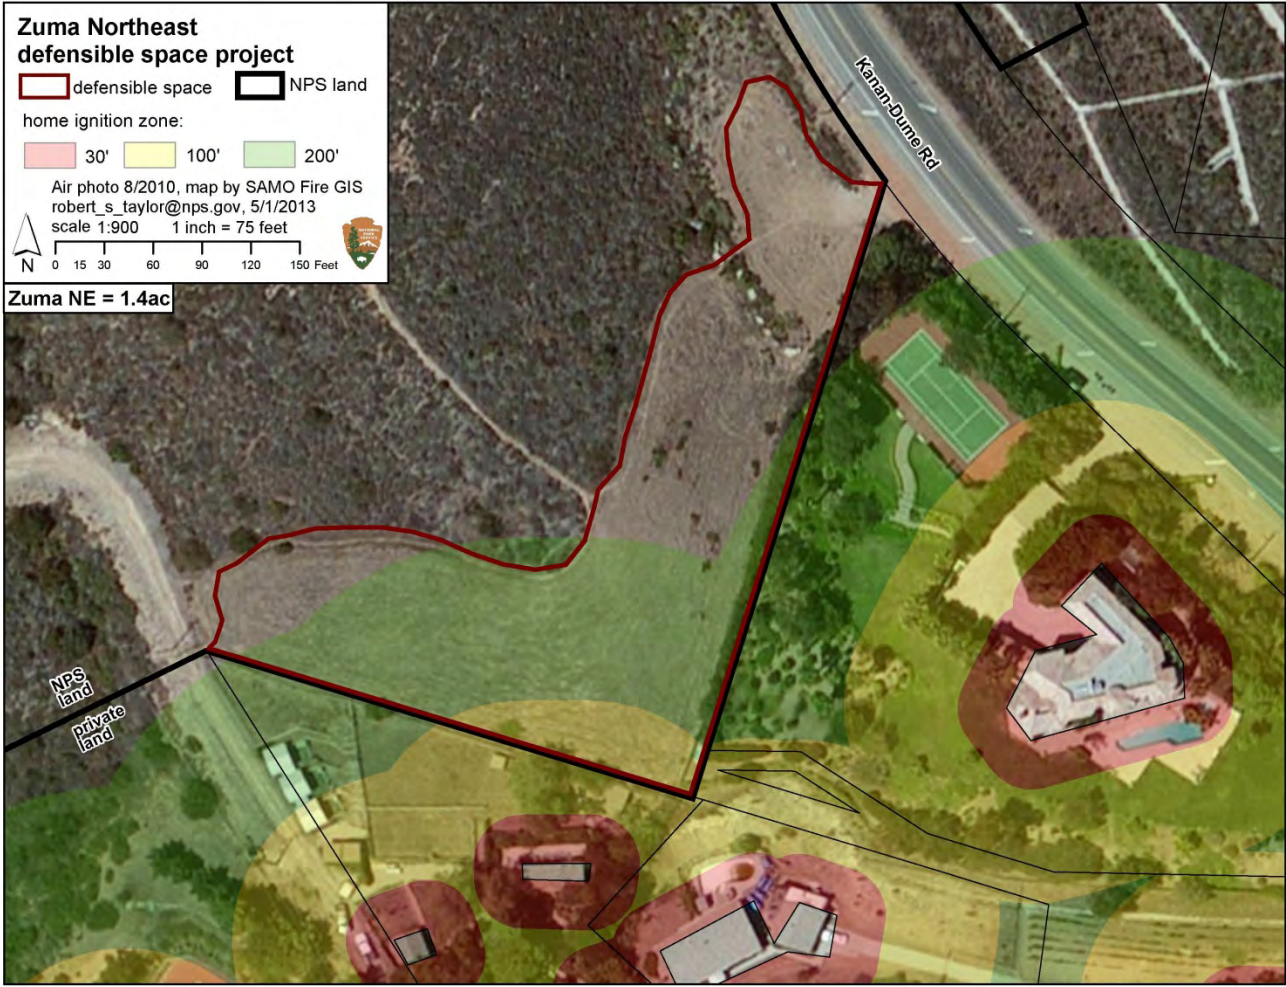 Zuma Northeast
defensible space project
defensible space NPS land
home ignition zone:
30' 100' 200'
Air photo 8/2010, map by SAMO Fire GIS
robert_s_taylor@nps.gov, 5/1/2013
scale 1:900 1 inch = 75 feet
N 0 15 30 60 90 120 150 Feet
Zuma NE = 1.4ac
Kanan-Dume Rd
NPS
land
private
land